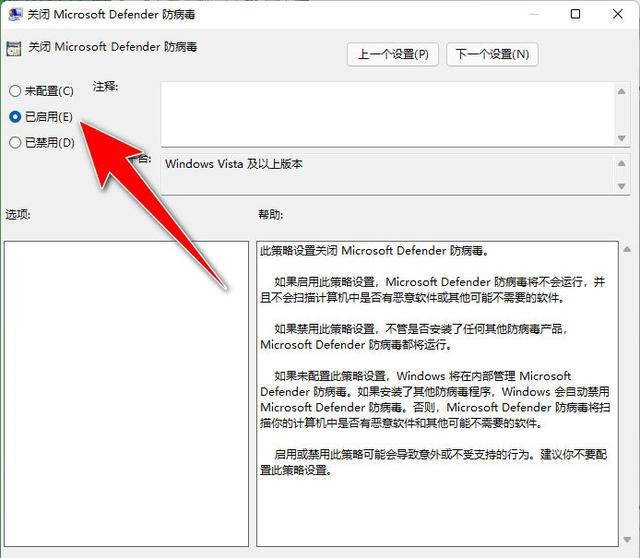 关闭 Microsoft Defender 防病毒
关闭 Microsoft Defender 防病毒
上一个设置(P)
下一个设置(N)
未配置(C)
注释:
已启用(E)
已禁用(D)
台:
Windows Vista 及以上版本
选项:
帮助:
此策略设置关闭 Microsoft Defender 防病毒。
如果启用此策略设置，Microsoft Defender 防病毒将不会运行，并
且不会扫描计算机中是否有恶意软件或其他可能不需要的软件。
如果禁用此策略设置，不管是否安装了任何其他防病毒产品，
Microsoft Defender 防病毒都将运行。
如果未配置此策略设置，Windows 将在内部管理 Microsoft
Defender 防病毒。如果安装了其他防病毒程序，Windows 会自动禁用
Microsoft Defender 防病毒。否则，Microsoft Defender 防病毒将扫
描你的计算机中是否有恶意软件和其他可能不需要的软件。
启用或禁用此策略可能会导致意外或不受支持的行为。建议你不要配
置此策略设置。